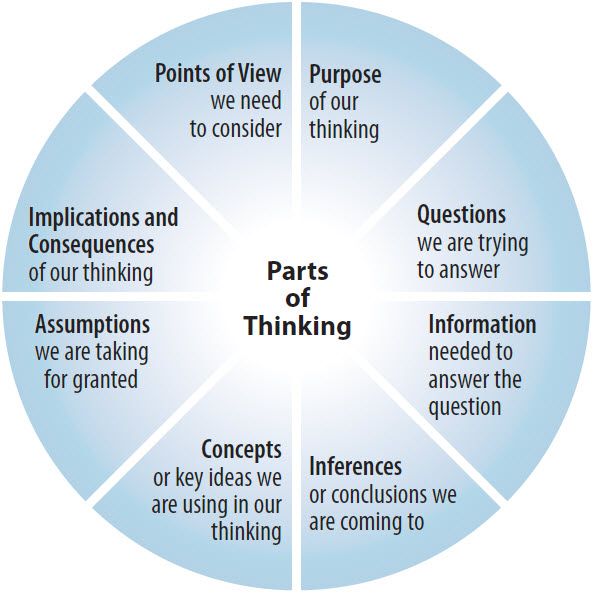 Parts
of
Thinking
Purpose
of our
thinking
Questions
we are trying
to answer
Information
needed to
answer the
question
Inferences
or conclusions we
are coming to
Concepts
or key ideas we
are using in our
thinking
Assumptions
we are taking
for granted
Implications and
Consequences
of our thinking
Points of View
we need
to consider